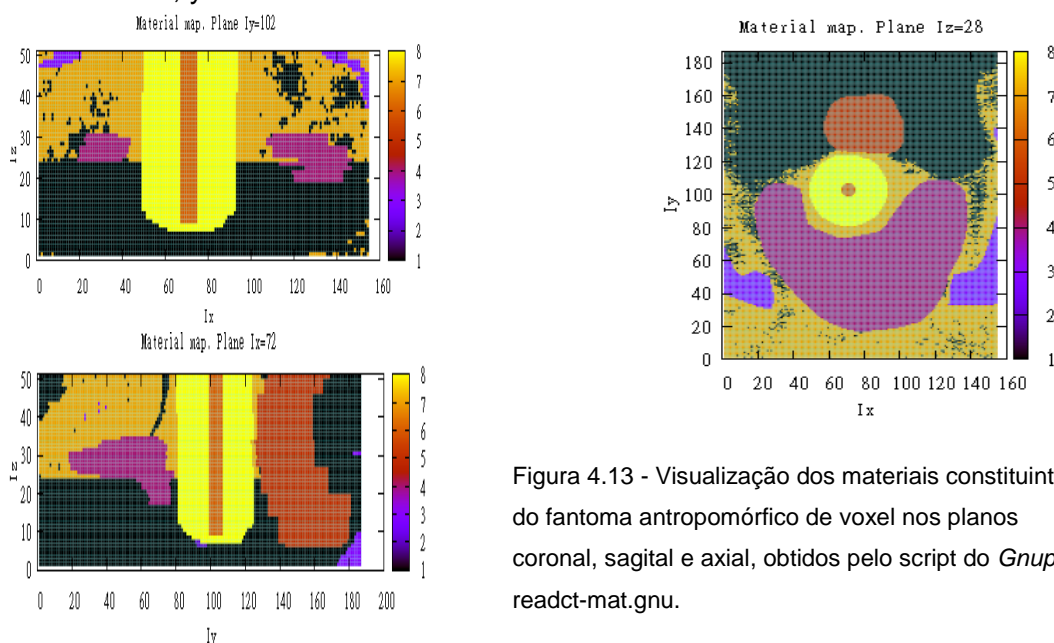 Material map. Plane Iy=102
50
40
30
20
10
0
Iz
0 20 40 60 80 100 120 140 160
Ix
8
7
6
5
4
3
2
1
Material map. Plane Ix=72
50
40
30
20
10
0
Iz
0 20 40 60 80 100 120 140 160 180 200
Iy
8
7
6
5
4
3
2
1
Material map. Plane Iz=28
180
160
140
120
100
80
60
40
20
0
Iy
0 20 40 60 80 100 120 140 160
Ix
8
7
6
5
4
3
2
1
Figura 4.13 - Visualização dos materiais constituint
do fantoma antropomórfico de voxel nos planos
coronal, sagital e axial, obtidos pelo script do Gnup
readct-mat.gnu.